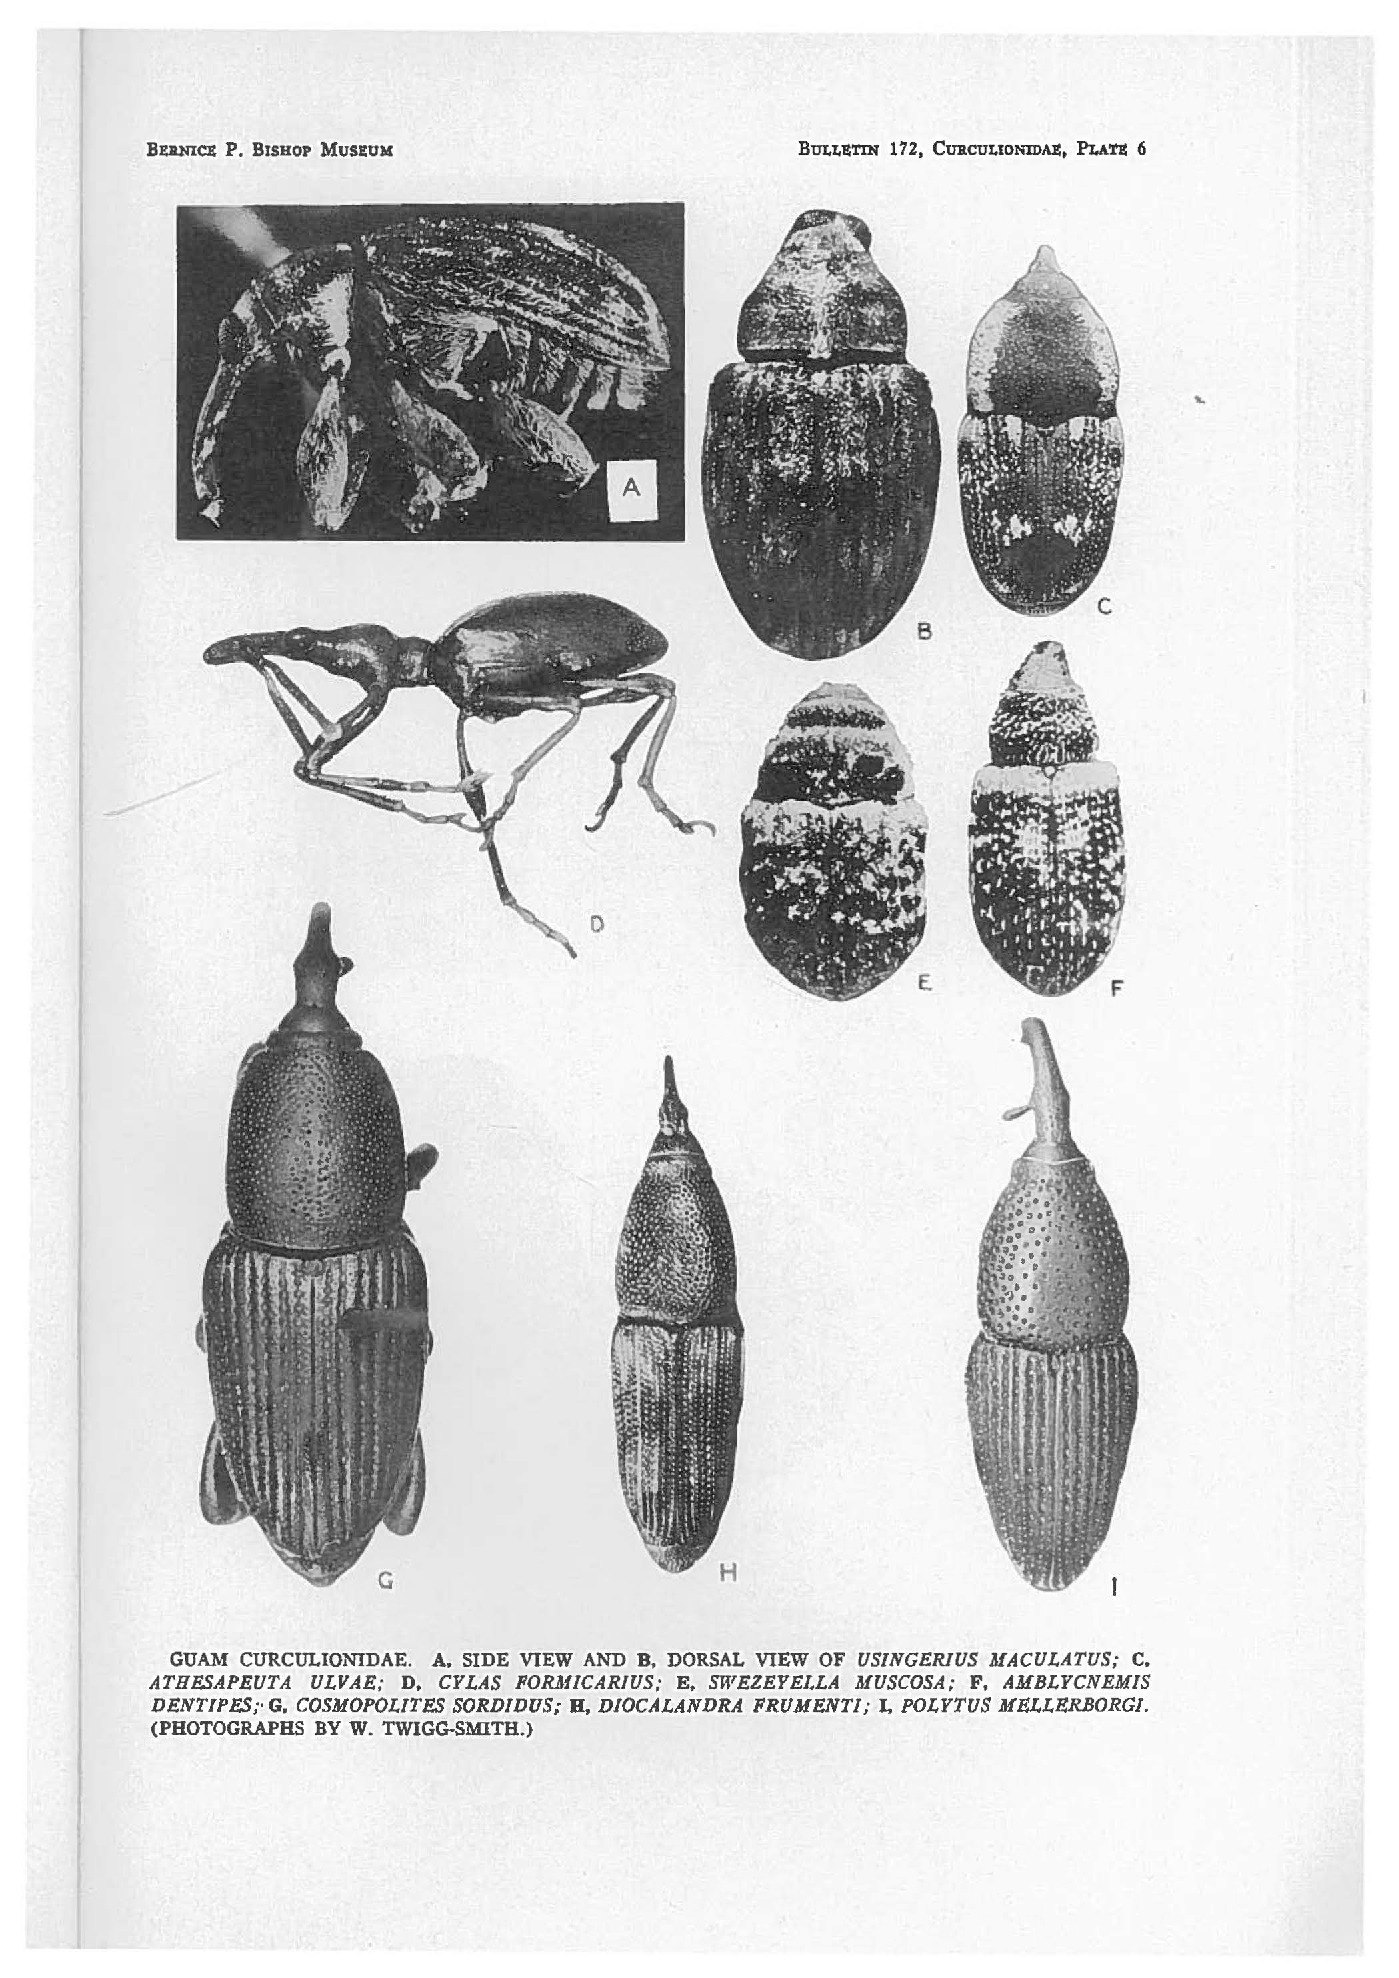 BERNICE P. BISHOP MUSEUM
BULLETIN 172, CURCULIONIDAE, PLATE 6
A
B
C
D
E
F
G
H
I
GUAM CURCULIONIDAE. A, SIDE VIEW AND B, DORSAL VIEW OF USINGERIUS MACULATUS; C,
ATHESAPEUTA ULVAE; D, CYLAS FORMICARIUS; E, SWEZEYELLA MUSCOSA; F, AMBLYCNEMIS
DENTIPES; G, COSMOPOLITES SORDIDUS; H, DIOCALANDRA FRUMENTI; I, POLYTUS MELLERBORGI.
(PHOTOGRAPHS BY W. TWIGG-SMITH.)